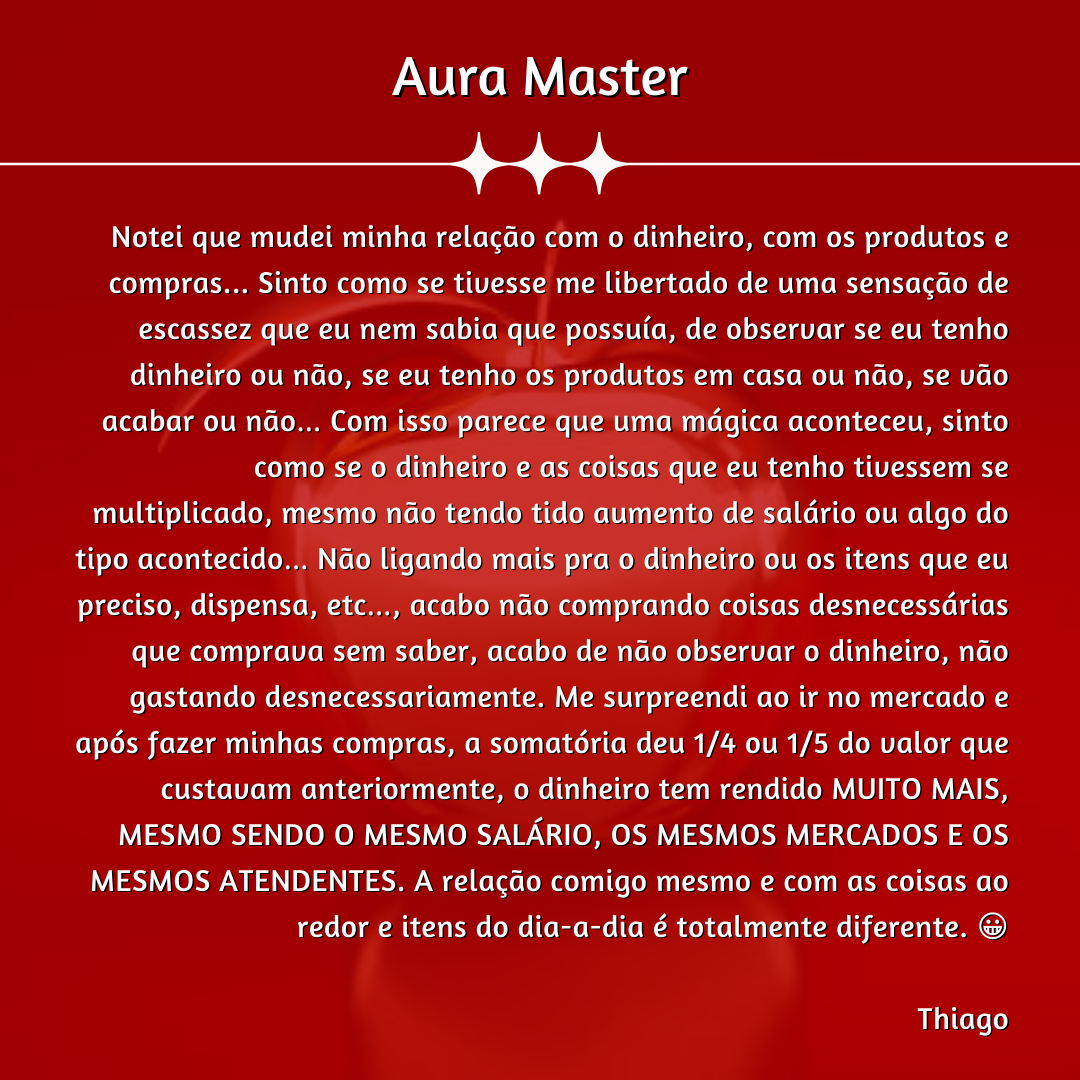 Aura Master
Notei que mudei minha relação com o dinheiro, com os produtos e
compras... Sinto como se tivesse me libertado de uma sensação de
escassez que eu nem sabia que possuía, de observar se eu tenho
dinheiro ou não, se eu tenho os produtos em casa ou não, se vão
acabar ou não... Com isso parece que uma mágica aconteceu, sinto
como se o dinheiro e as coisas que eu tenho tivessem se
multiplicado, mesmo não tendo tido aumento de salário ou algo do
tipo acontecido... Não ligando mais pra o dinheiro ou os itens que eu
preciso, dispensa, etc..., acabo não comprando coisas desnecessárias
que comprava sem saber, acabo de não observar o dinheiro, não
gastando desnecessariamente. Me surpreendi ao ir no mercado e
após fazer minhas compras, a somatória deu 1/4 ou 1/5 do valor que
custavam anteriormente, o dinheiro tem rendido MUITO MAIS,
MESMO SENDO O MESMO SALÁRIO, OS MESMOS MERCADOS E OS
MESMOS ATENDENTES. A relação comigo mesmo e com as coisas ao
redor e itens do dia-a-dia é totalmente diferente. 😀
Thiago